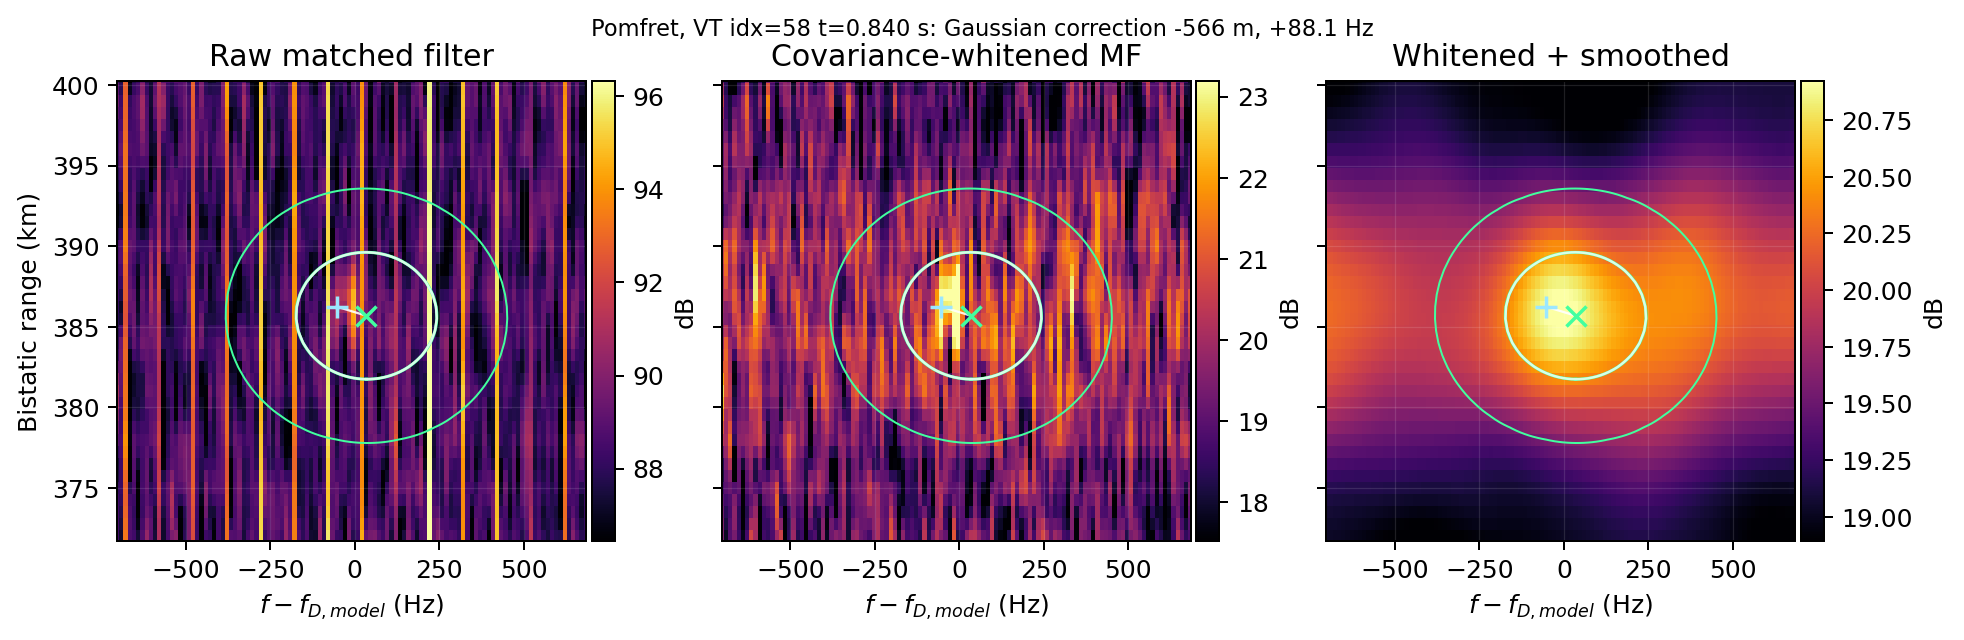 Pomfret, VT idx=58 t=0.840 s: Gaussian correction -566 m, +88.1 Hz
Raw matched filter
Covariance-whitened MF
Whitened + smoothed
Bistatic range (km)
400
395
390
385
380
375
−500 −250 0 250 500
f − f_{D, model} (Hz)
96
94
92
90
88
dB
−500 −250 0 250 500
f − f_{D, model} (Hz)
23
22
21
20
19
18
dB
−500 −250 0 250 500
f − f_{D, model} (Hz)
20.75
20.50
20.25
20.00
19.75
19.50
19.25
19.00
dB